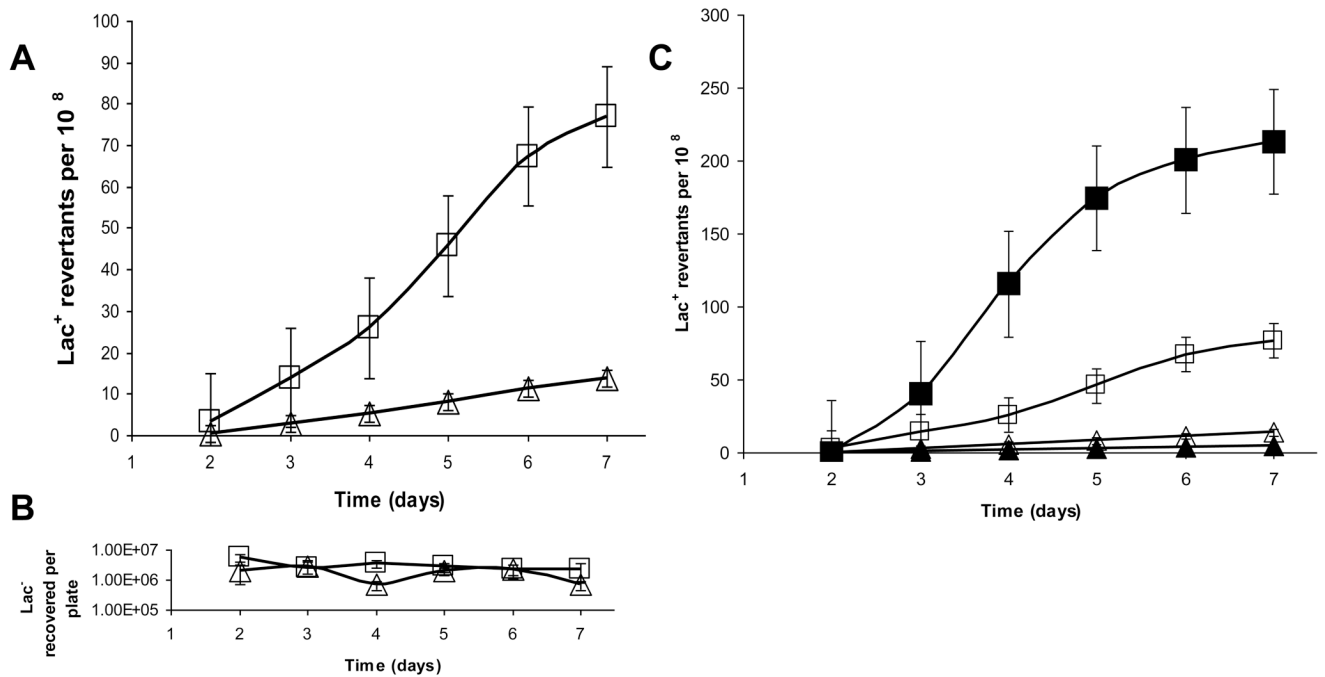 A
Lac+ revertants per 10 8
100
90
80
70
60
50
40
30
20
10
0
1 2 3 4 5 6 7
Time (days)
B
Lac-
recovered per
plate
1.00E+07
1.00E+06
1.00E+05
1 2 3 4 5 6 7
Time (days)
C
Lac+ revertants per 10 8
300
250
200
150
100
50
0
1 2 3 4 5 6 7
Time (days)